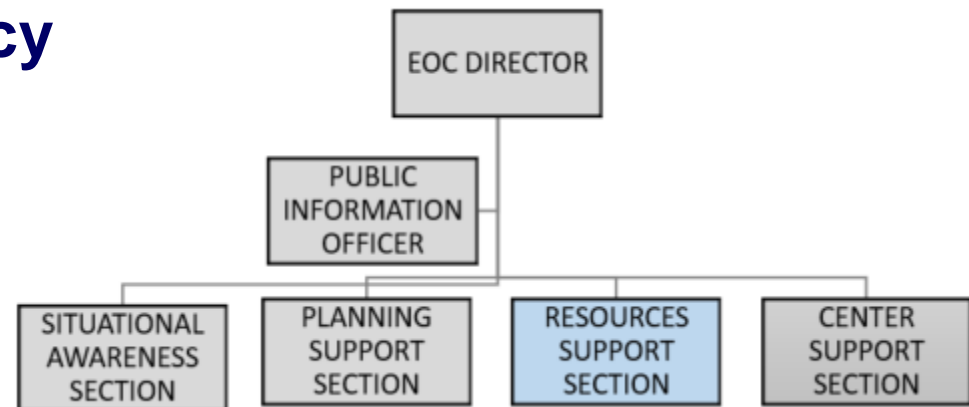 cy
EOC DIRECTOR
PUBLIC
INFORMATION
OFFICER
SITUATIONAL
AWARENESS
SECTION
PLANNING
SUPPORT
SECTION
RESOURCES
SUPPORT
SECTION
CENTER
SUPPORT
SECTION